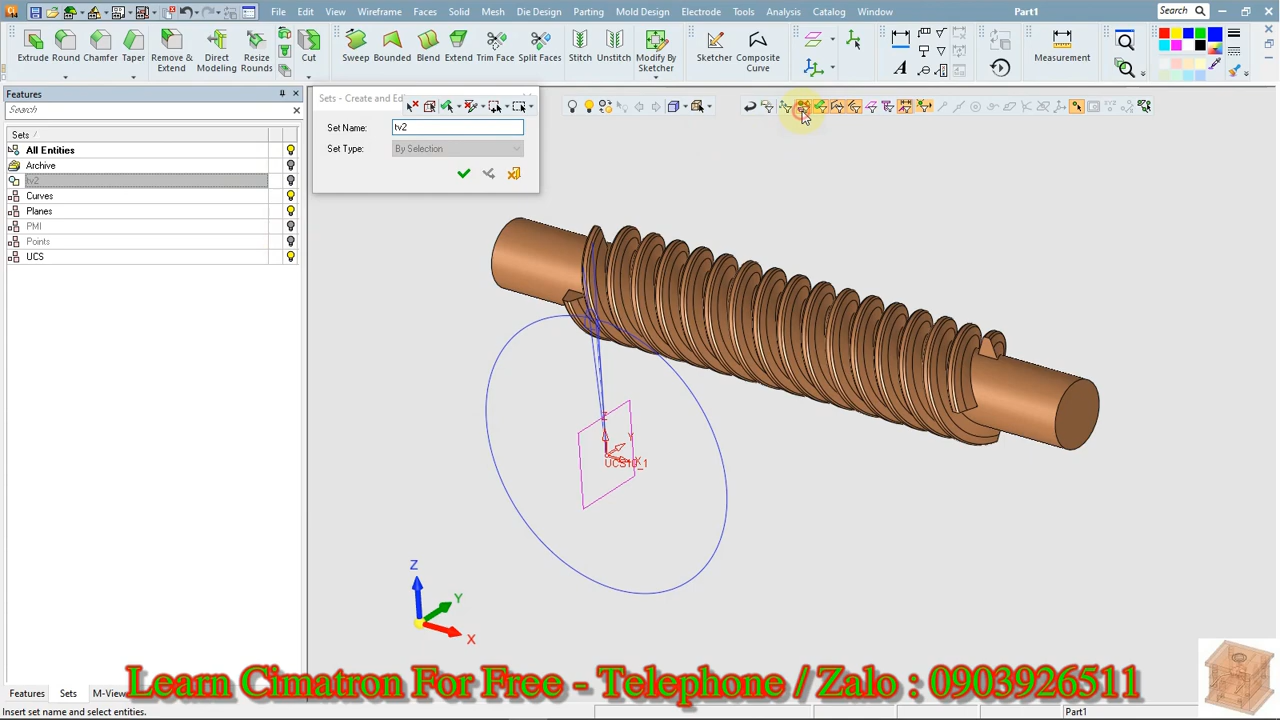 File Edit View Wireframe Faces Solid Mesh Die Design Parting Mold Design Electrode Tools Analysis Catalog Window Part1 Search
Extrude Round Chamfer Taper Remove & Extend Direct Modeling Resize Rounds Cut Sweep Bounded Blend Extend Trim Faces Split Faces Stitch Unstitch Modify By Sketcher Sketcher Composite Curve Measurement
Features
Search
Sets
All Entities
Archive
tv2
Curves
Planes
PMI
Points
UCS
Sets - Create and Edi
Set Name: tv2
Set Type: By Selection
Z
Y
X
UCS10_1
Z
Y
X
Features Sets M-View
Learn Cimatron For Free - Telephone / Zalo : 0903926511
Insert set name and select entities.
Part1